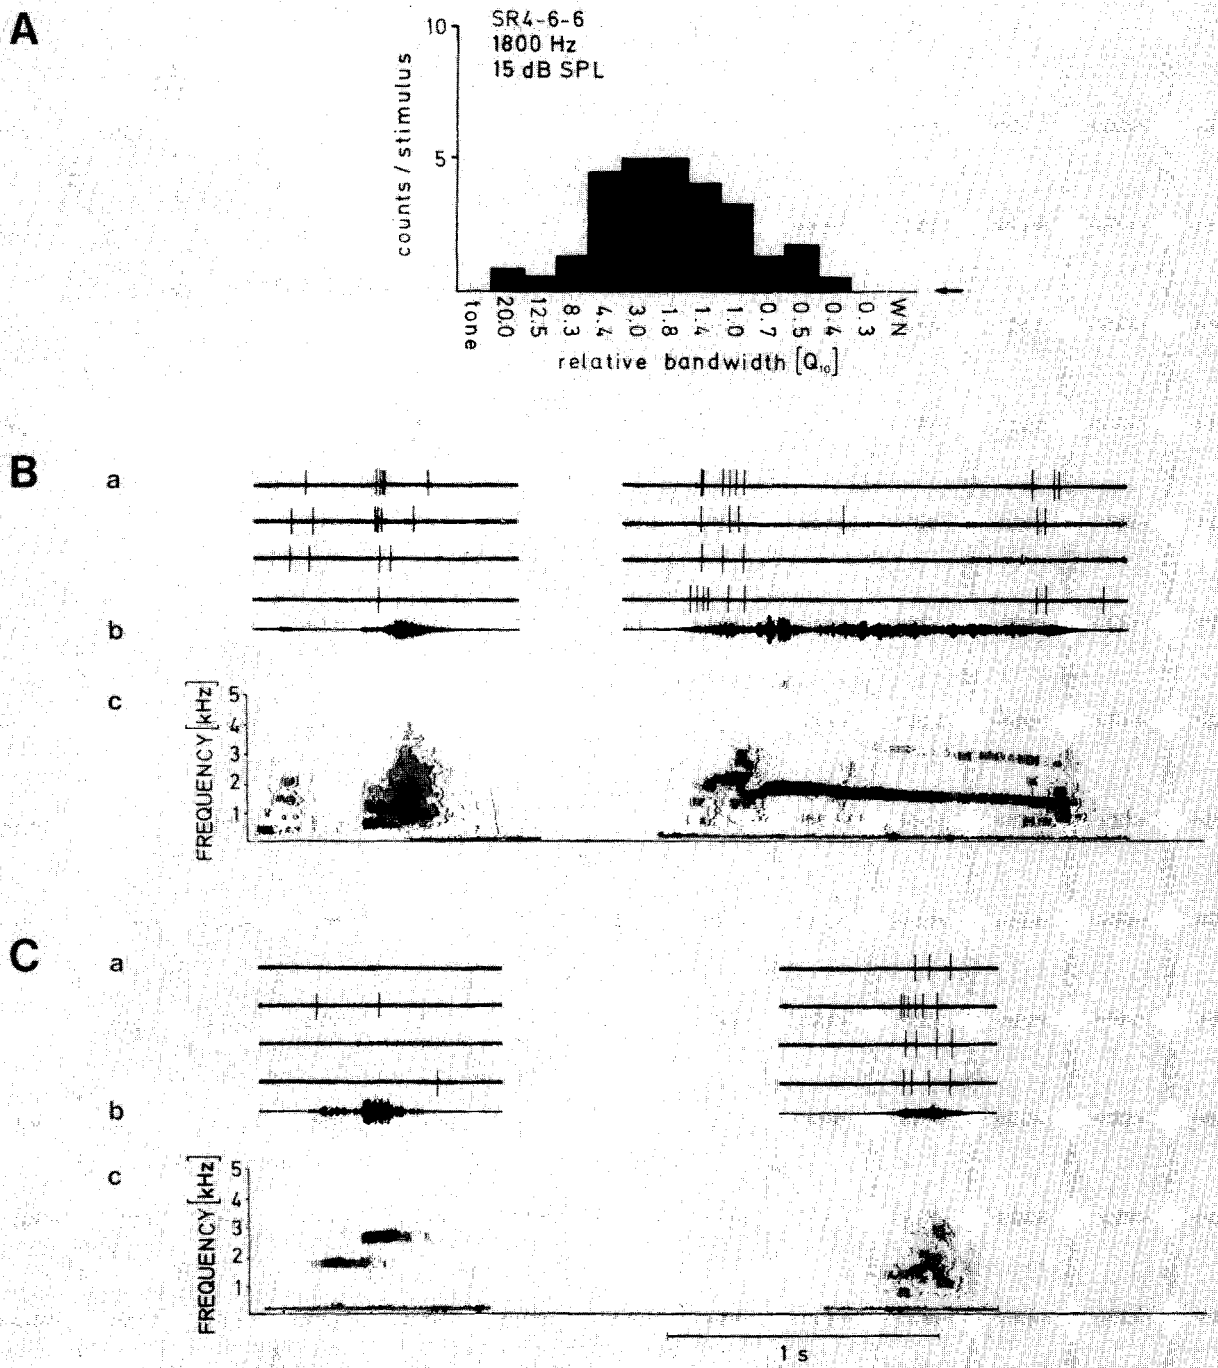 A
10
SR4-6-6
1800 Hz
15 dB SPL
5
counts / stimulus
tone 20.0 12.5 8.3 4.4 3.0 1.8 1.4 1.0 0.7 0.5 0.4 0.3 WN
relative bandwidth [Q10]
B
a
b
c
FREQUENCY [kHz]
5
4
3
2
1
C
a
b
c
FREQUENCY [kHz]
5
4
3
2
1
1 s